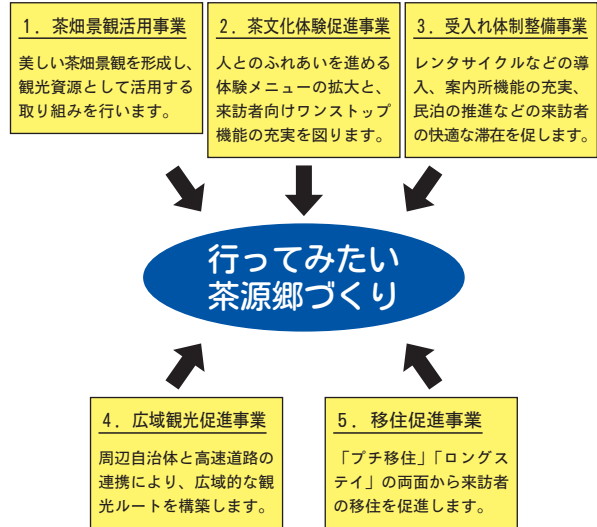 1．茶畑景観活用事業
美しい茶畑景観を形成し、
観光資源として活用する
取り組みを行います。
2．茶文化体験促進事業
人とのふれあいを進める
体験メニューの拡大と、
来訪者向けワンストップ
機能の充実を図ります。
3．受入れ体制整備事業
レンタサイクルなどの導
入、案内所機能の充実、
民泊の推進などの来訪者
の快適な滞在を促します。
行ってみたい
茶源郷づくり
4．広域観光促進事業
周辺自治体と高速道路の
連携により、広域的な観
光ルートを構築します。
5．移住促進事業
「プチ移住」「ロングス
テイ」の両面から来訪者
の移住を促進します。